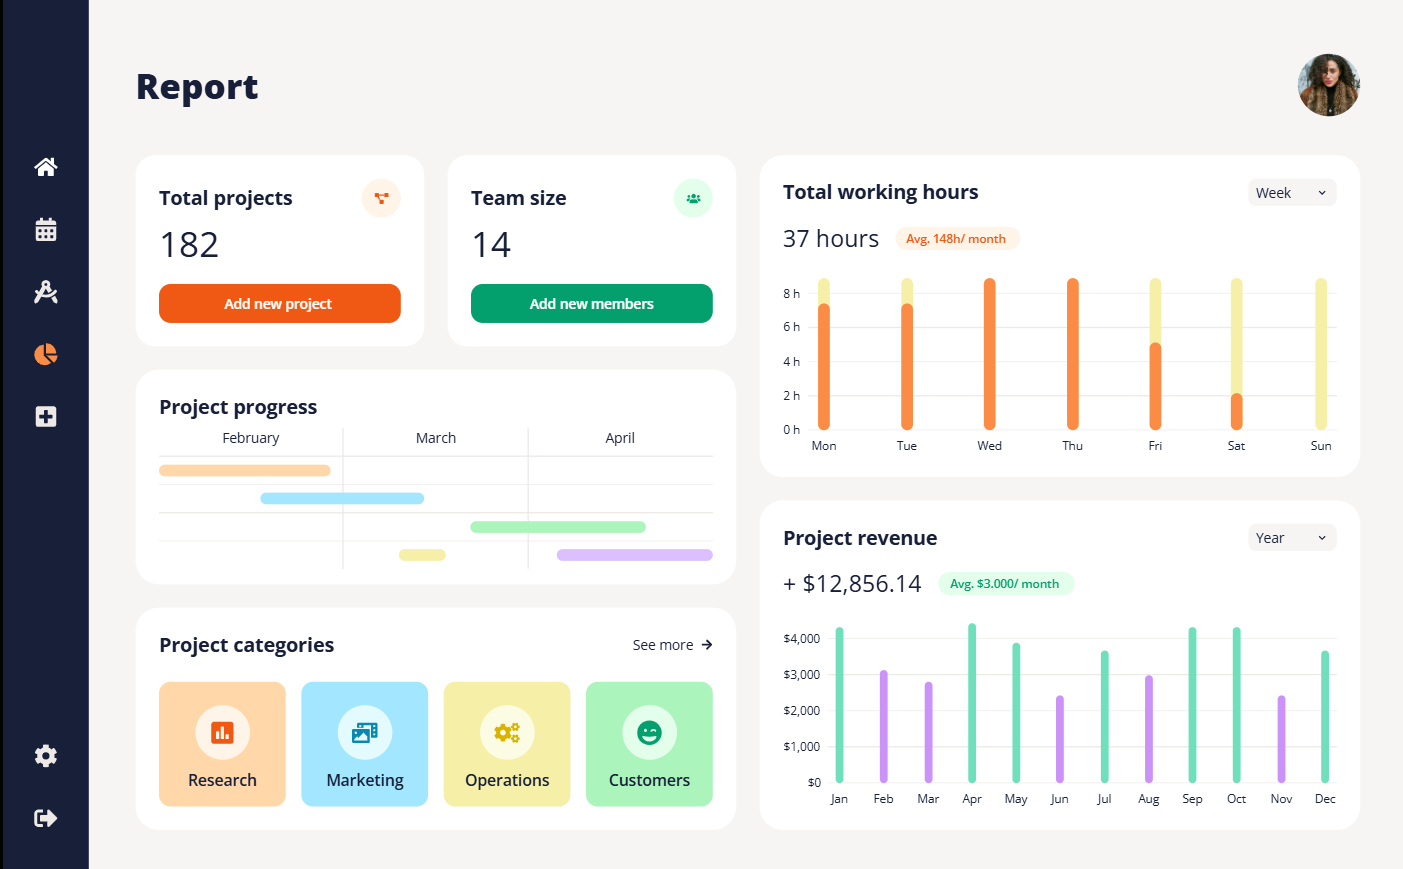 Report
Total projects
182
Add new project
Team size
14
Add new members
Total working hours
Week
37 hours
Avg. 148h/ month
8 h
6 h
4 h
2 h
0 h
Mon Tue Wed Thu Fri Sat Sun
Project progress
February March April
Project revenue
Year
+ $12,856.14
Avg. $3.000/ month
$4,000
$3,000
$2,000
$1,000
$0
Jan Feb Mar Apr May Jun Jul Aug Sep Oct Nov Dec
Project categories
See more
Research
Marketing
Operations
Customers